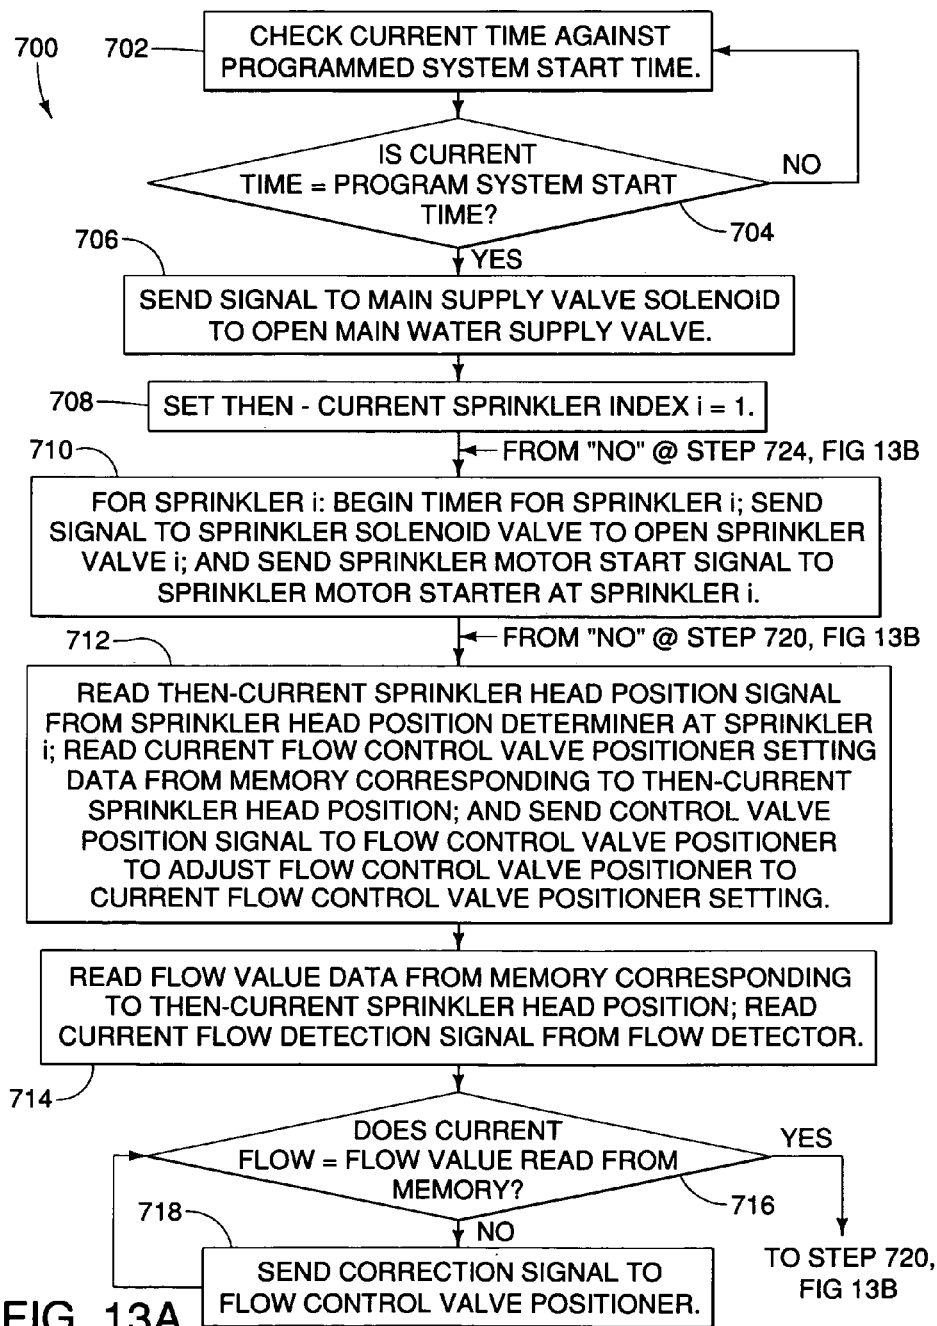 700
702
CHECK CURRENT TIME AGAINST
PROGRAMMED SYSTEM START TIME.
IS CURRENT
TIME = PROGRAM SYSTEM START
TIME?
NO
704
706
YES
SEND SIGNAL TO MAIN SUPPLY VALVE SOLENOID
TO OPEN MAIN WATER SUPPLY VALVE.
708
SET THEN - CURRENT SPRINKLER INDEX i = 1.
710
FROM "NO" @ STEP 724, FIG 13B
FOR SPRINKLER i: BEGIN TIMER FOR SPRINKLER i; SEND
SIGNAL TO SPRINKLER SOLENOID VALVE TO OPEN SPRINKLER
VALVE i; AND SEND SPRINKLER MOTOR START SIGNAL TO
SPRINKLER MOTOR STARTER AT SPRINKLER i.
712
FROM "NO" @ STEP 720, FIG 13B
READ THEN-CURRENT SPRINKLER HEAD POSITION SIGNAL
FROM SPRINKLER HEAD POSITION DETERMINER AT SPRINKLER
i; READ CURRENT FLOW CONTROL VALVE POSITIONER SETTING
DATA FROM MEMORY CORRESPONDING TO THEN-CURRENT
SPRINKLER HEAD POSITION; AND SEND CONTROL VALVE
POSITION SIGNAL TO FLOW CONTROL VALVE POSITIONER
TO ADJUST FLOW CONTROL VALVE POSITIONER TO
CURRENT FLOW CONTROL VALVE POSITIONER SETTING.
READ FLOW VALUE DATA FROM MEMORY CORRESPONDING
TO THEN-CURRENT SPRINKLER HEAD POSITION; READ
CURRENT FLOW DETECTION SIGNAL FROM FLOW DETECTOR.
714
DOES CURRENT
FLOW = FLOW VALUE READ FROM
MEMORY?
YES
716
718
NO
SEND CORRECTION SIGNAL TO
FLOW CONTROL VALVE POSITIONER.
TO STEP 720,
FIG 13B
FIG. 13A